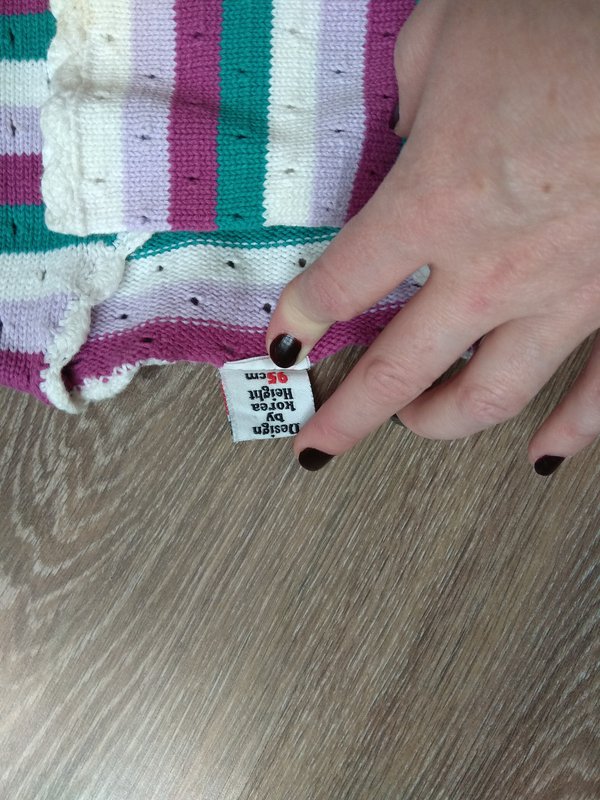 Design
by
korea
Height
95cm